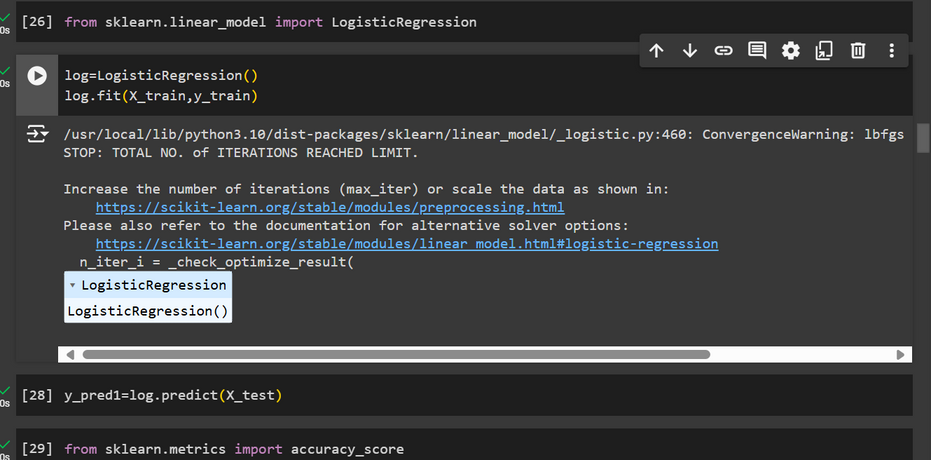 0s
[26] from sklearn.linear_model import LogisticRegression
0s
log=LogisticRegression()
log.fit(X_train,y_train)
/usr/local/lib/python3.10/dist-packages/sklearn/linear_model/_logistic.py:460: ConvergenceWarning: lbfgs
STOP: TOTAL NO. of ITERATIONS REACHED LIMIT.
Increase the number of iterations (max_iter) or scale the data as shown in:
https://scikit-learn.org/stable/modules/preprocessing.html
Please also refer to the documentation for alternative solver options:
https://scikit-learn.org/stable/modules/linear_model.html#logistic-regression
n_iter_i = _check_optimize_result(
LogisticRegression
LogisticRegression()
[28] y_pred1=log.predict(X_test)
0s
[29] from sklearn.metrics import accuracy_score
0s